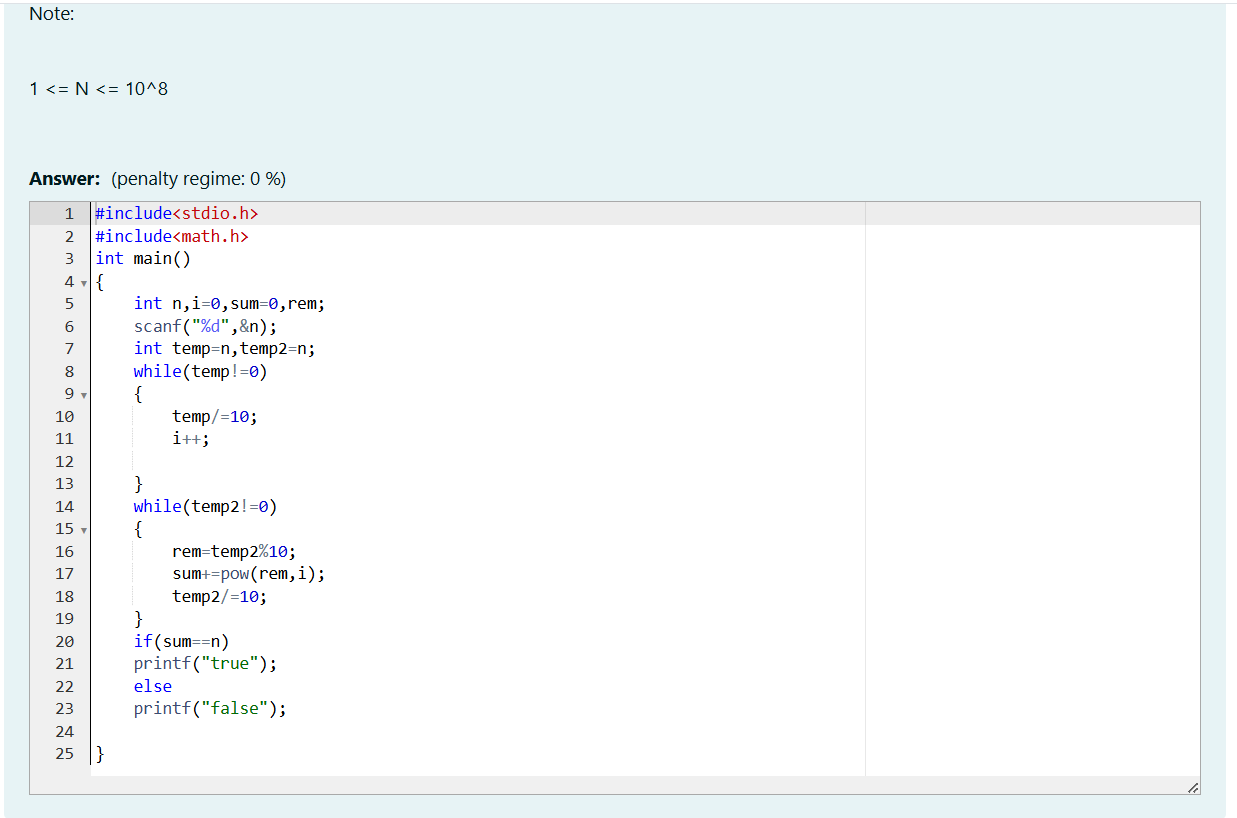 Note:
1 <= N <= 10^8
Answer: (penalty regime: 0 %)
1 #include<stdio.h>
2 #include<math.h>
3 int main()
4 {
5     int n,i=0,sum=0,rem;
6     scanf("%d",&n);
7     int temp=n,temp2=n;
8     while(temp!=0)
9     {
10         temp/=10;
11         i++;
12
13     }
14     while(temp2!=0)
15     {
16         rem=temp2%10;
17         sum+=pow(rem,i);
18         temp2/=10;
19     }
20     if(sum==n)
21     printf("true");
22     else
23     printf("false");
24
25 }